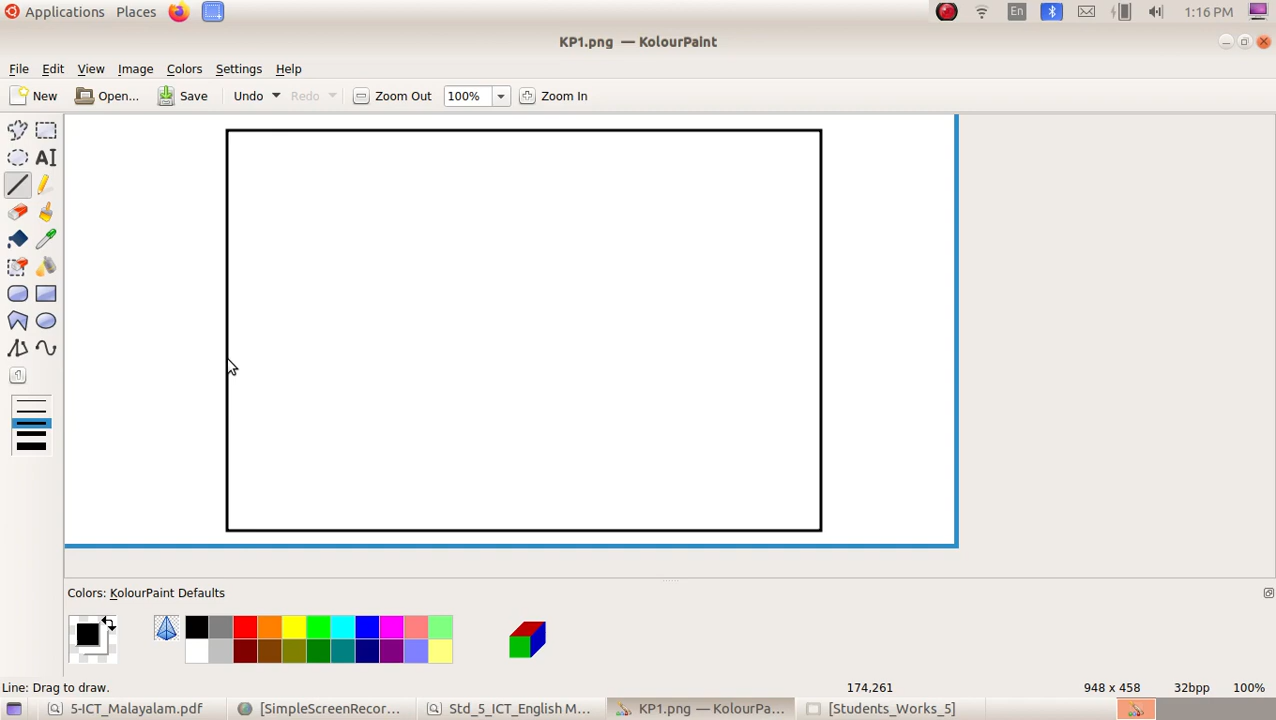 Applications Places En 1:16 PM
KP1.png — KolourPaint
File Edit View Image Colors Settings Help
New Open... Save Undo Redo Zoom Out 100% Zoom In
Colors: KolourPaint Defaults
Line: Drag to draw. 174,261 948 x 458 32bpp 100%
5-ICT_Malayalam.pdf [SimpleScreenRecor... Std_5_ICT_English M... KP1.png — KolourPa... [Students_Works_5]